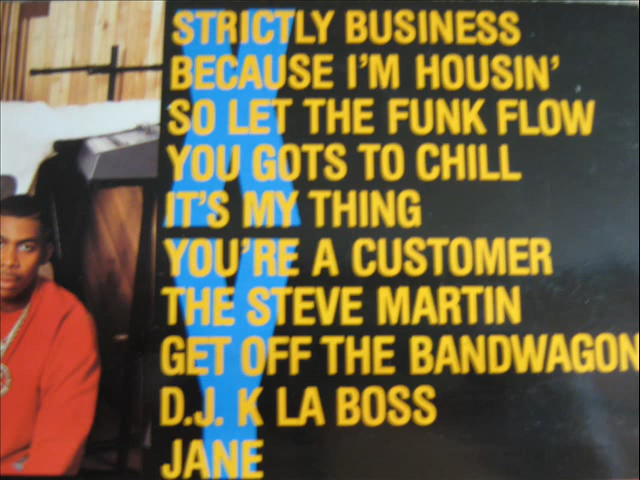 STRICTLY BUSINESS
BECAUSE I'M HOUSIN'
SO LET THE FUNK FLOW
YOU GOTS TO CHILL
IT'S MY THING
YOU'RE A CUSTOMER
THE STEVE MARTIN
GET OFF THE BANDWAGON
D.J. K LA BOSS
JANE